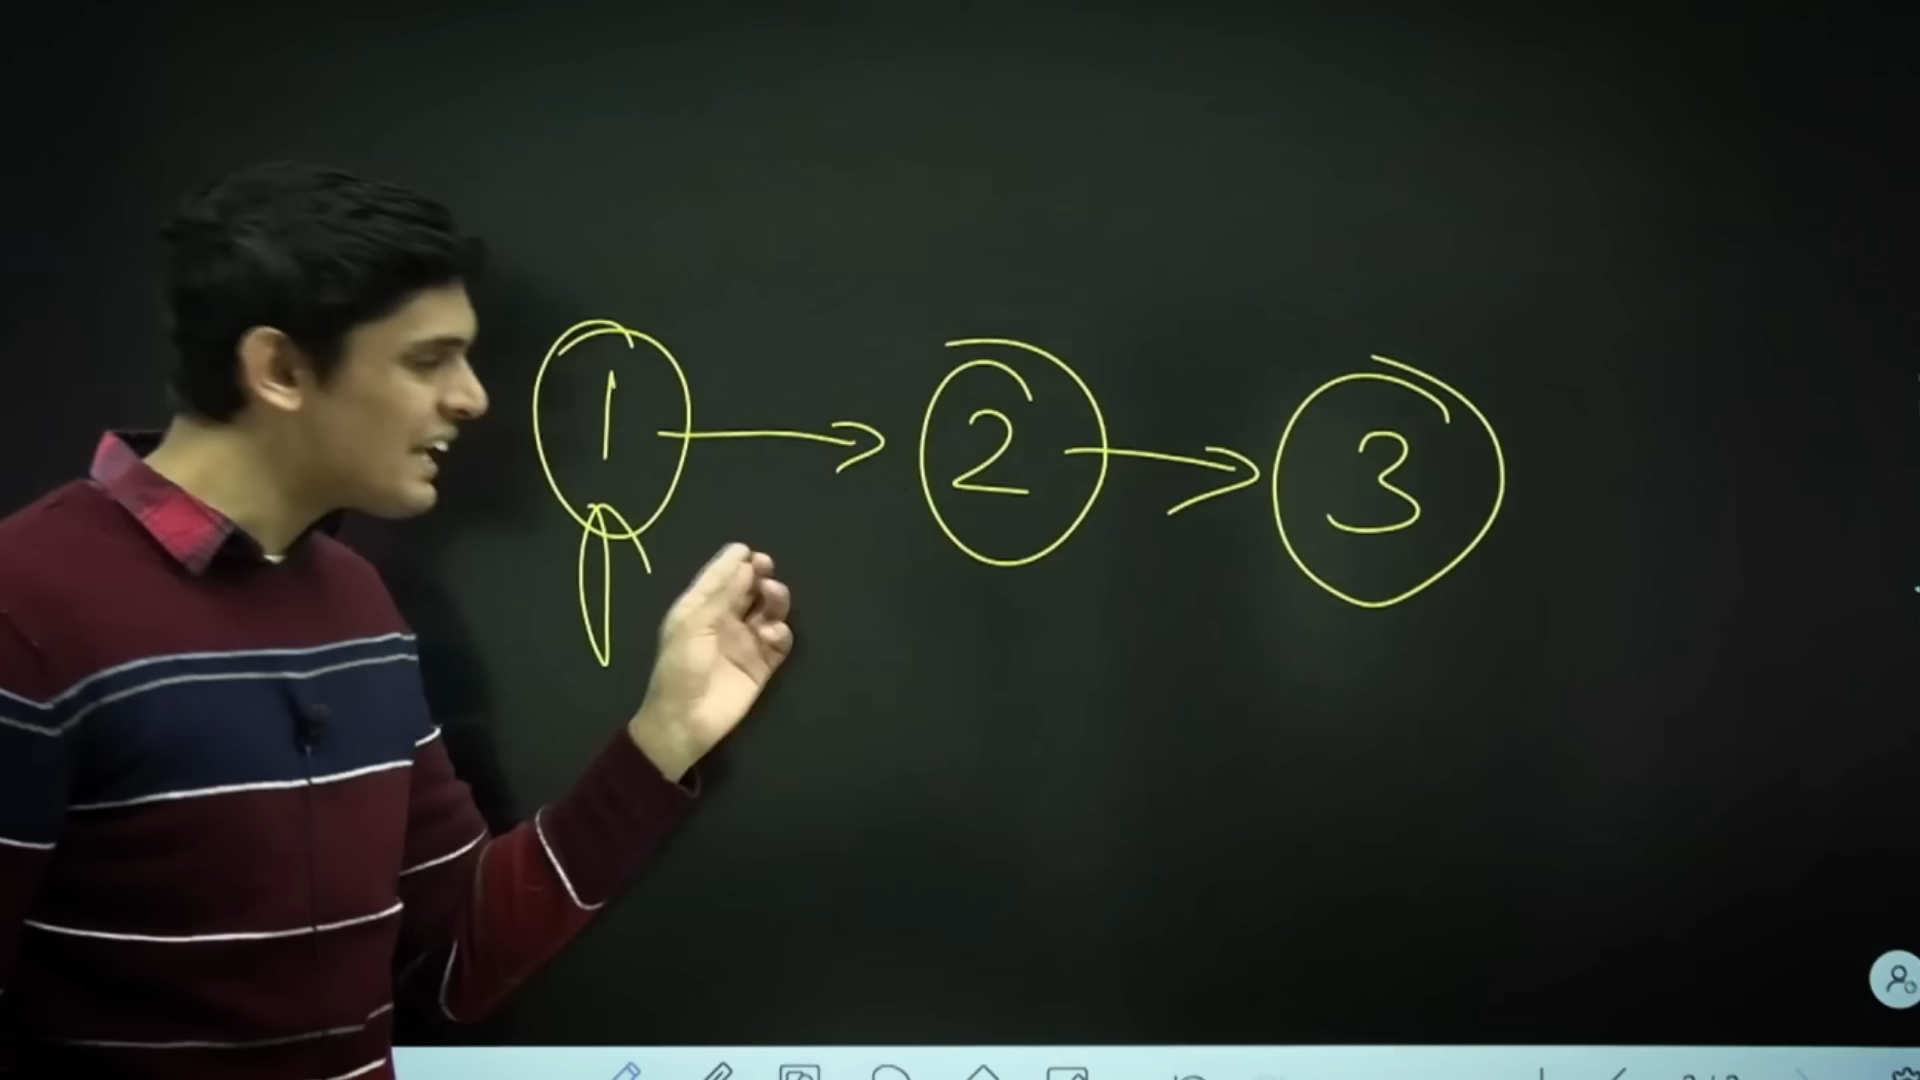 1 → 2 → 3